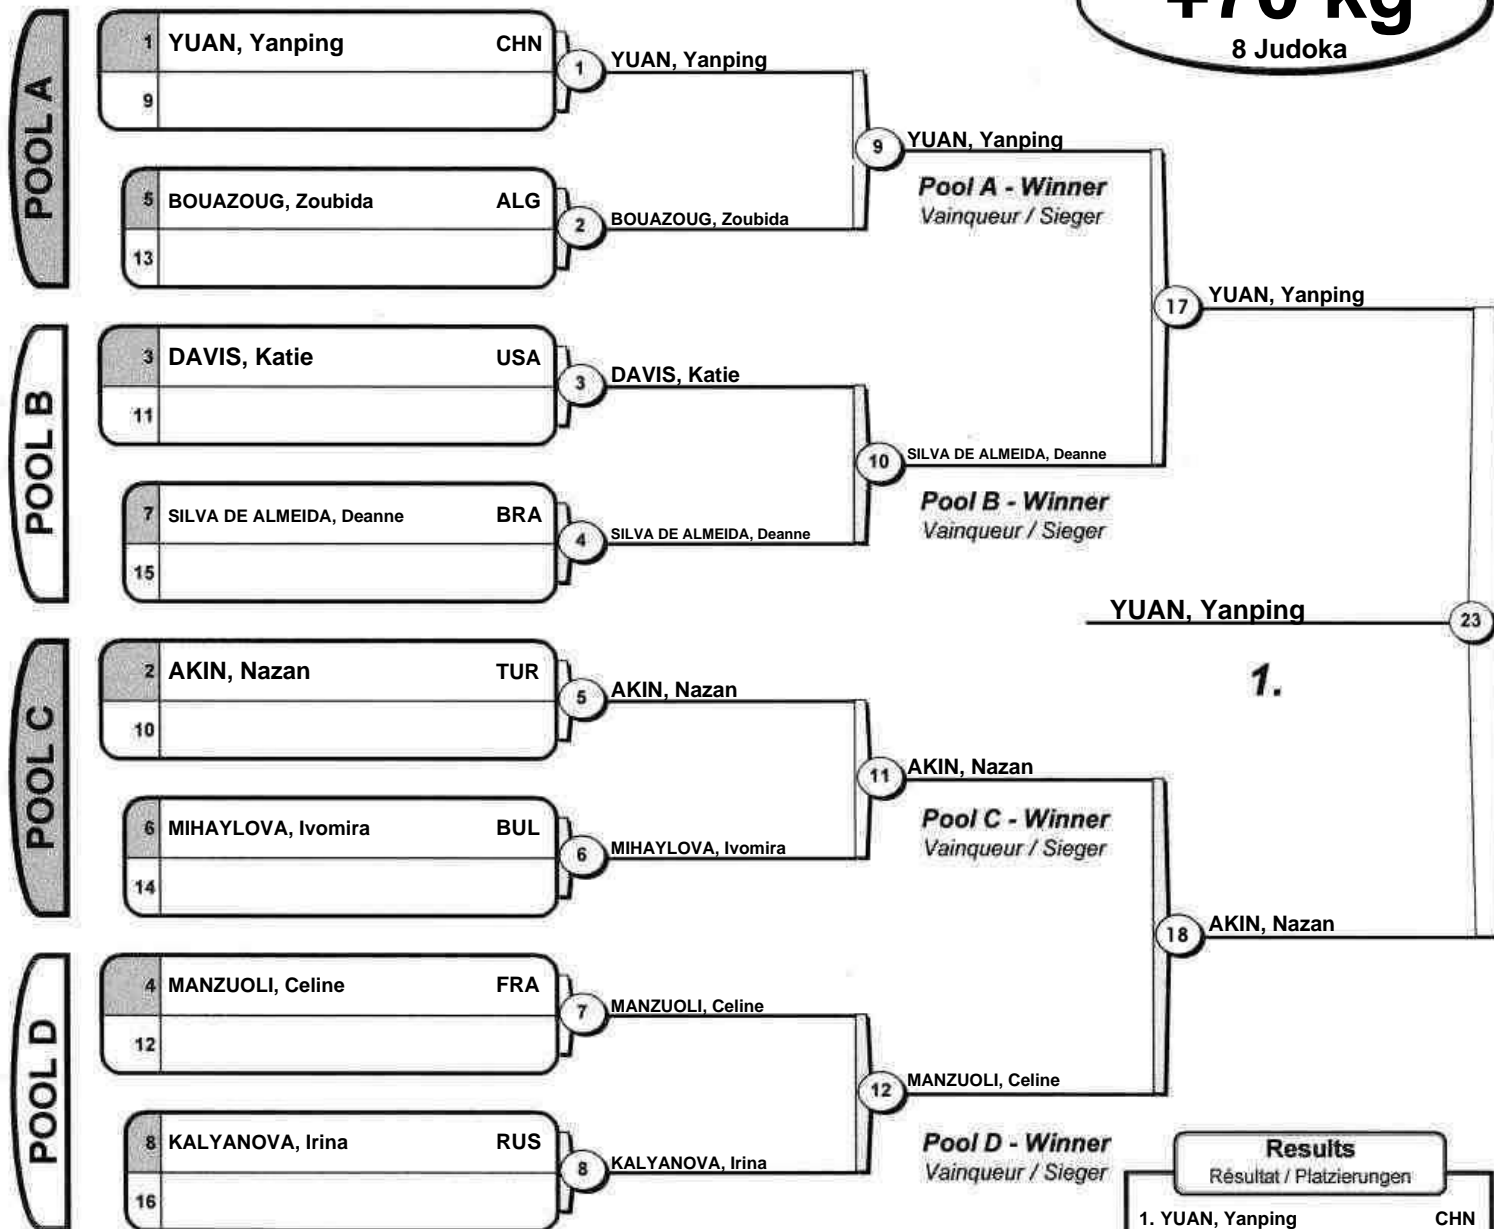 +70 kg
8 Judoka
POOL A
1 YUAN, Yanping CHN
9
1 YUAN, Yanping
5 BOUAZOUG, Zoubida ALG
13
2 BOUAZOUG, Zoubida
9 YUAN, Yanping
Pool A - Winner
Vainqueur / Sieger
POOL B
3 DAVIS, Katie USA
11
3 DAVIS, Katie
7 SILVA DE ALMEIDA, Deanne BRA
15
4 SILVA DE ALMEIDA, Deanne
10 SILVA DE ALMEIDA, Deanne
Pool B - Winner
Vainqueur / Sieger
17 YUAN, Yanping
YUAN, Yanping 23
1.
POOL C
2 AKIN, Nazan TUR
10
5 AKIN, Nazan
6 MIHAYLOVA, Ivomira BUL
14
6 MIHAYLOVA, Ivomira
11 AKIN, Nazan
Pool C - Winner
Vainqueur / Sieger
18 AKIN, Nazan
POOL D
4 MANZUOLI, Celine FRA
12
7 MANZUOLI, Celine
8 KALYANOVA, Irina RUS
16
8 KALYANOVA, Irina
12 MANZUOLI, Celine
Pool D - Winner
Vainqueur / Sieger
Results
Résultat / Platzierungen
1. YUAN, Yanping CHN